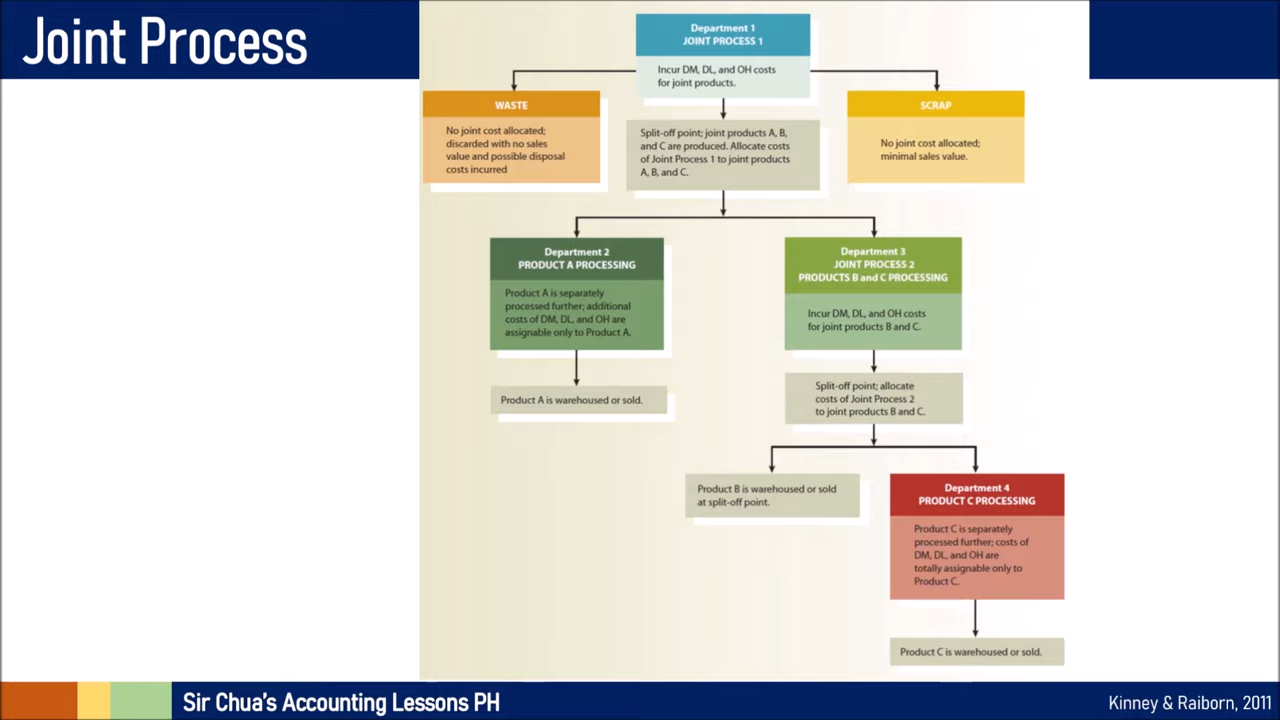 Joint Process
Department 1
JOINT PROCESS 1
Incur DM, DL, and OH costs
for joint products.
WASTE
No joint cost allocated;
discarded with no sales
value and possible disposal
costs incurred
Split-off point; joint products A, B,
and C are produced. Allocate costs
of Joint Process 1 to joint products
A, B, and C.
SCRAP
No joint cost allocated;
minimal sales value.
Department 2
PRODUCT A PROCESSING
Product A is separately
processed further; additional
costs of DM, DL, and OH are
assignable only to Product A.
Product A is warehoused or sold.
Department 3
JOINT PROCESS 2
PRODUCTS B and C PROCESSING
Incur DM, DL, and OH costs
for joint products B and C.
Split-off point; allocate
costs of Joint Process 2
to joint products B and C.
Product B is warehoused or sold
at split-off point.
Department 4
PRODUCT C PROCESSING
Product C is separately
processed further; costs of
DM, DL, and OH are
totally assignable only to
Product C.
Product C is warehoused or sold.
Sir Chua's Accounting Lessons PH
Kinney & Raiborn, 2011